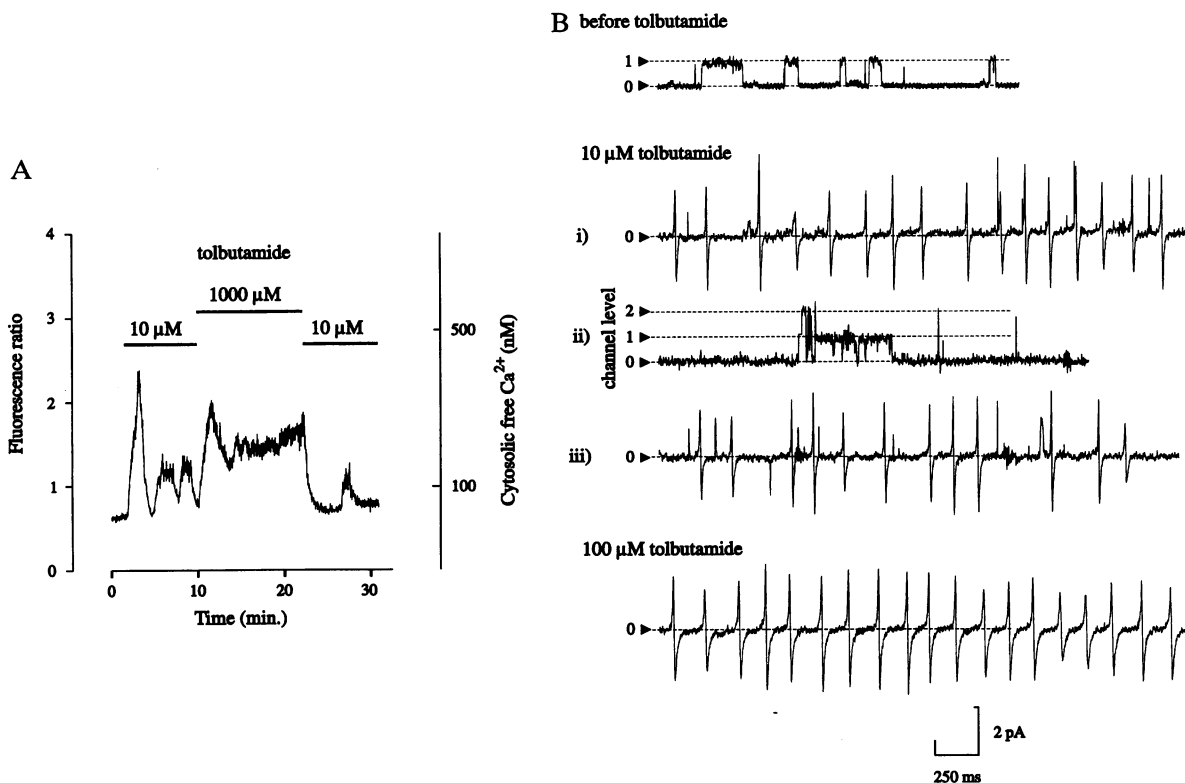 A
4
3
2
1
0
Fluorescence ratio
tolbutamide
1000 µM
10 µM
10 µM
500
100
Cytosolic free Ca²⁺ (nM)
0
10
20
30
Time (min.)
B before tolbutamide
1
0
10 µM tolbutamide
i) 0
channel level
ii)
2
1
0
iii) 0
100 µM tolbutamide
0
2 pA
250 ms